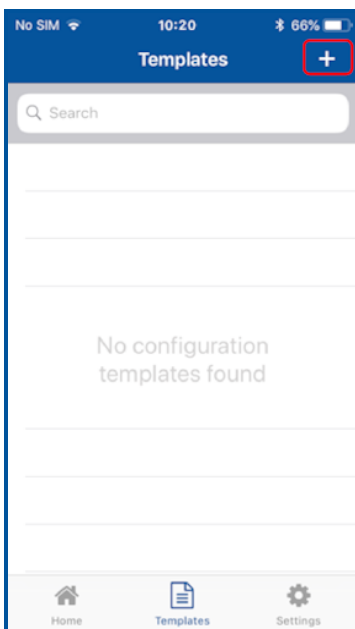 No SIM 10:20 66%
Templates +
Search
No configuration
templates found
Home Templates Settings